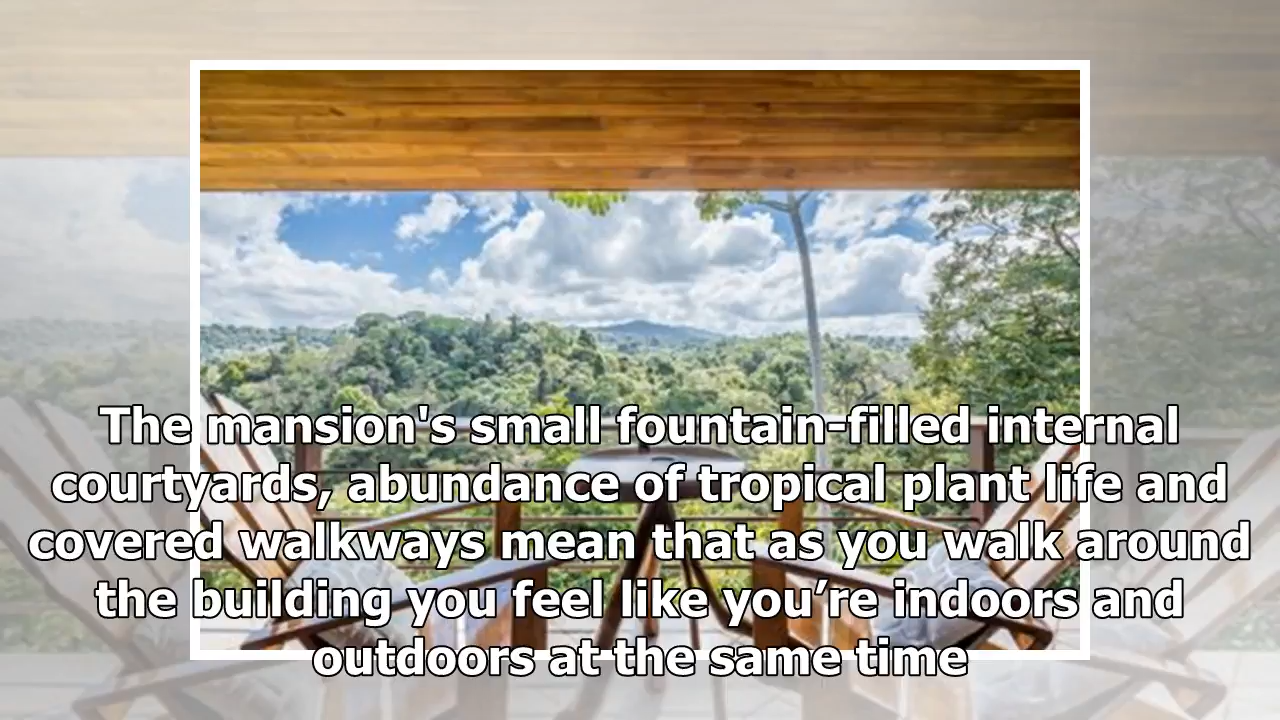 The mansion's small fountain-filled internal
courtyards, abundance of tropical plant life and
covered walkways mean that as you walk around
the building you feel like you’re indoors and
outdoors at the same time